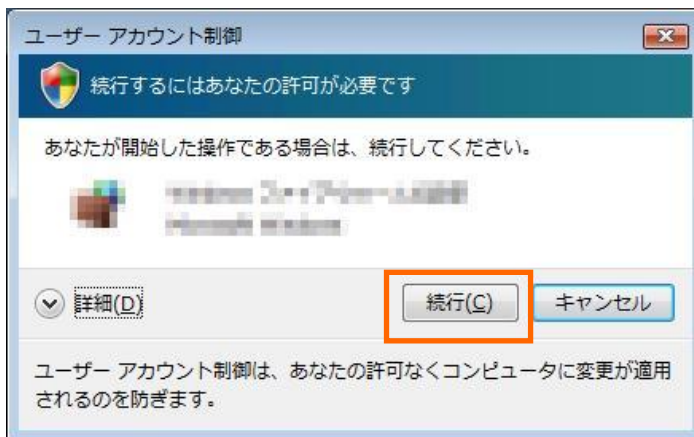 ユーザー アカウント制御
続行するにはあなたの許可が必要です
あなたが開始した操作である場合は、続行してください。
詳細(D)
続行(C)
キャンセル
ユーザー アカウント制御は、あなたの許可なくコンピュータに変更が適用
されるのを防ぎます。